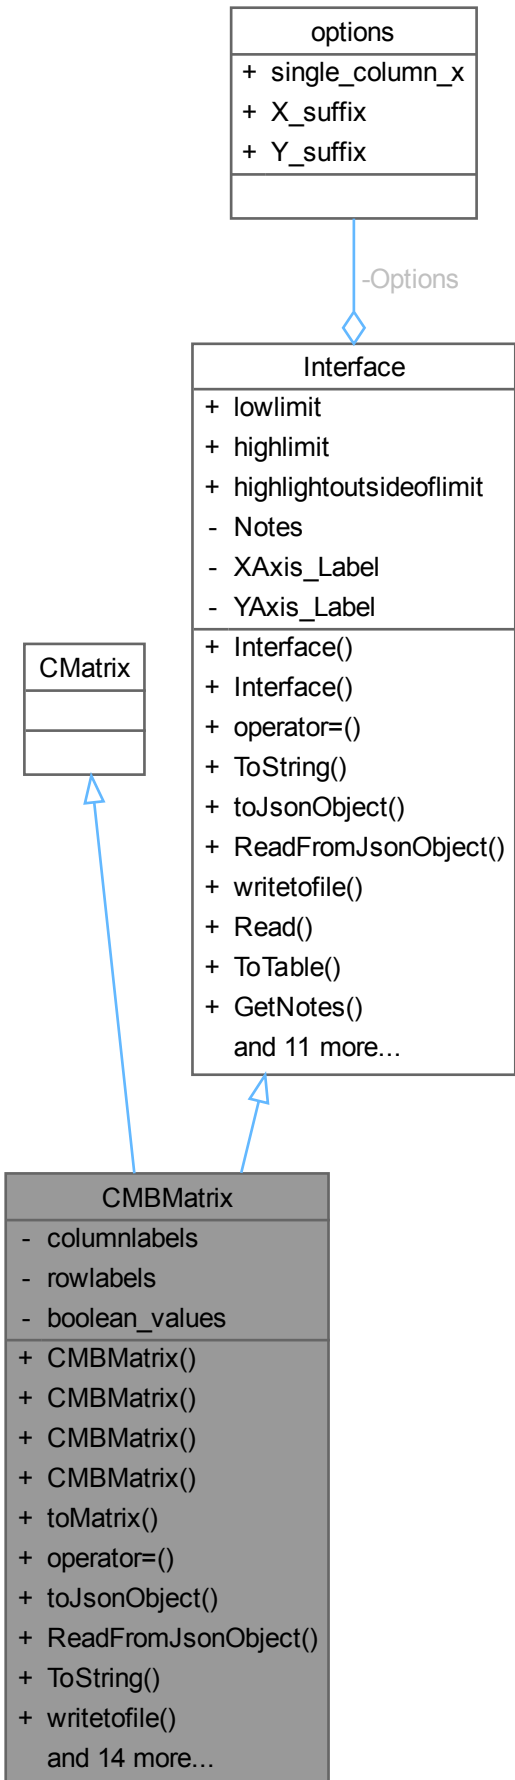 options
+ single_column_x
+ X_suffix
+ Y_suffix
-Options
Interface
+ lowlimit
+ highlimit
+ highlightoutsideoflimit
- Notes
- XAxis_Label
- YAxis_Label
+ Interface()
+ Interface()
+ operator=()
+ ToString()
+ toJsonObject()
+ ReadFromJsonObject()
+ writetofile()
+ Read()
+ ToTable()
+ GetNotes()
and 11 more...
CMatrix
CMBMatrix
- columnlabels
- rowlabels
- boolean_values
+ CMBMatrix()
+ CMBMatrix()
+ CMBMatrix()
+ CMBMatrix()
+ toMatrix()
+ operator=()
+ toJsonObject()
+ ReadFromJsonObject()
+ ToString()
+ writetofile()
and 14 more...